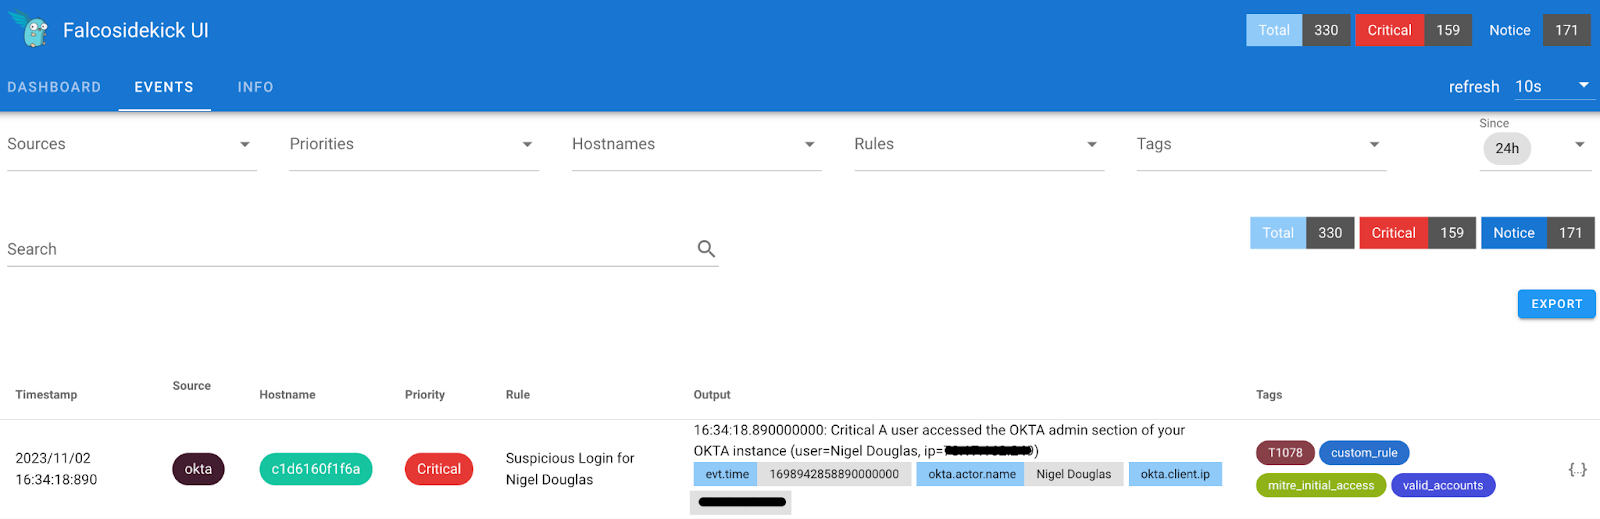 Falcosidekick UI
Total 330 Critical 159 Notice 171
DASHBOARD EVENTS INFO
refresh 10s
Sources Priorities Hostnames Rules Tags
Since
24h
Search
Total 330 Critical 159 Notice 171
EXPORT
Timestamp Source Hostname Priority Rule Output Tags
2023/11/02
16:34:18:890
okta
c1d6160f1f6a
Critical
Suspicious Login for
Nigel Douglas
16:34:18.890000000: Critical A user accessed the OKTA admin section of your
OKTA instance (user=Nigel Douglas, ip=
evt.time 1698942858890000000 okta.actor.name Nigel Douglas okta.client.ip
T1078 custom_rule
mitre_initial_access valid_accounts
{..}